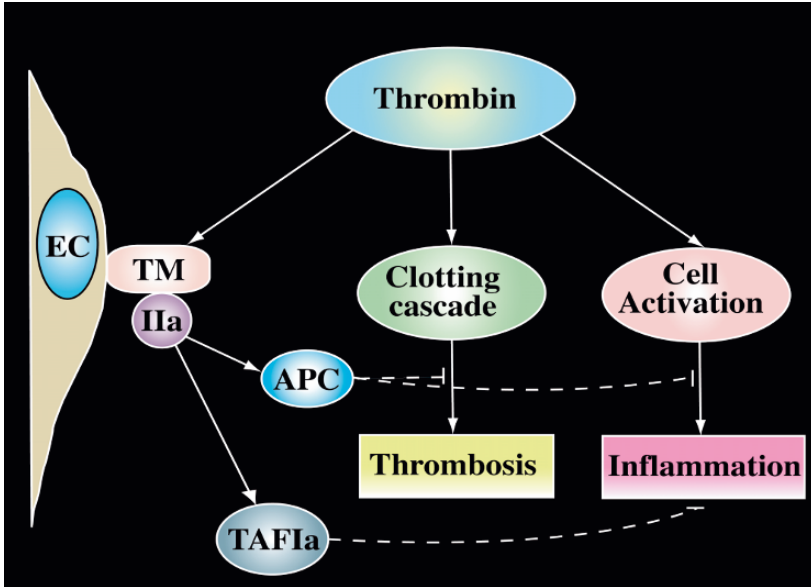 Thrombin
EC
TM
Clotting
cascade
Cell
Activation
IIa
APC
Thrombosis
Inflammation
TAFIa